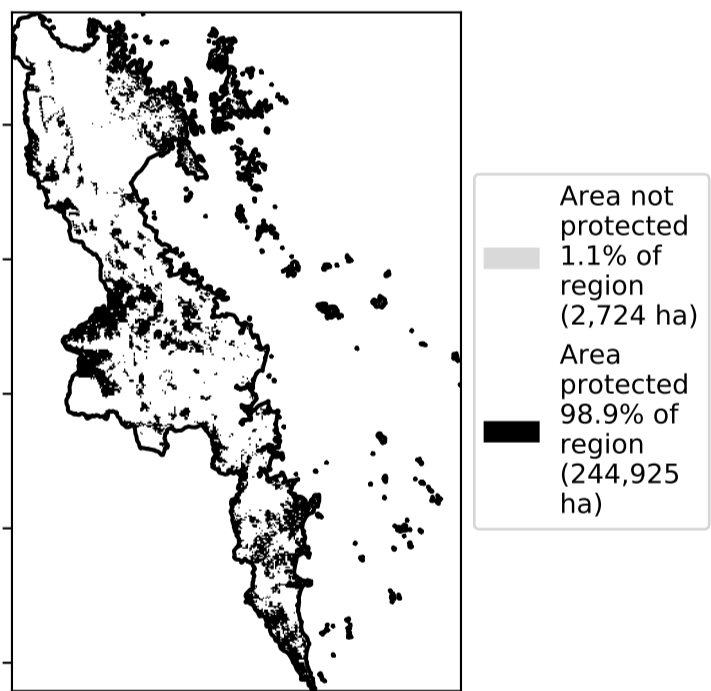 Area not
protected
1.1% of
region
(2,724 ha)
Area
protected
98.9% of
region
(244,925
ha)